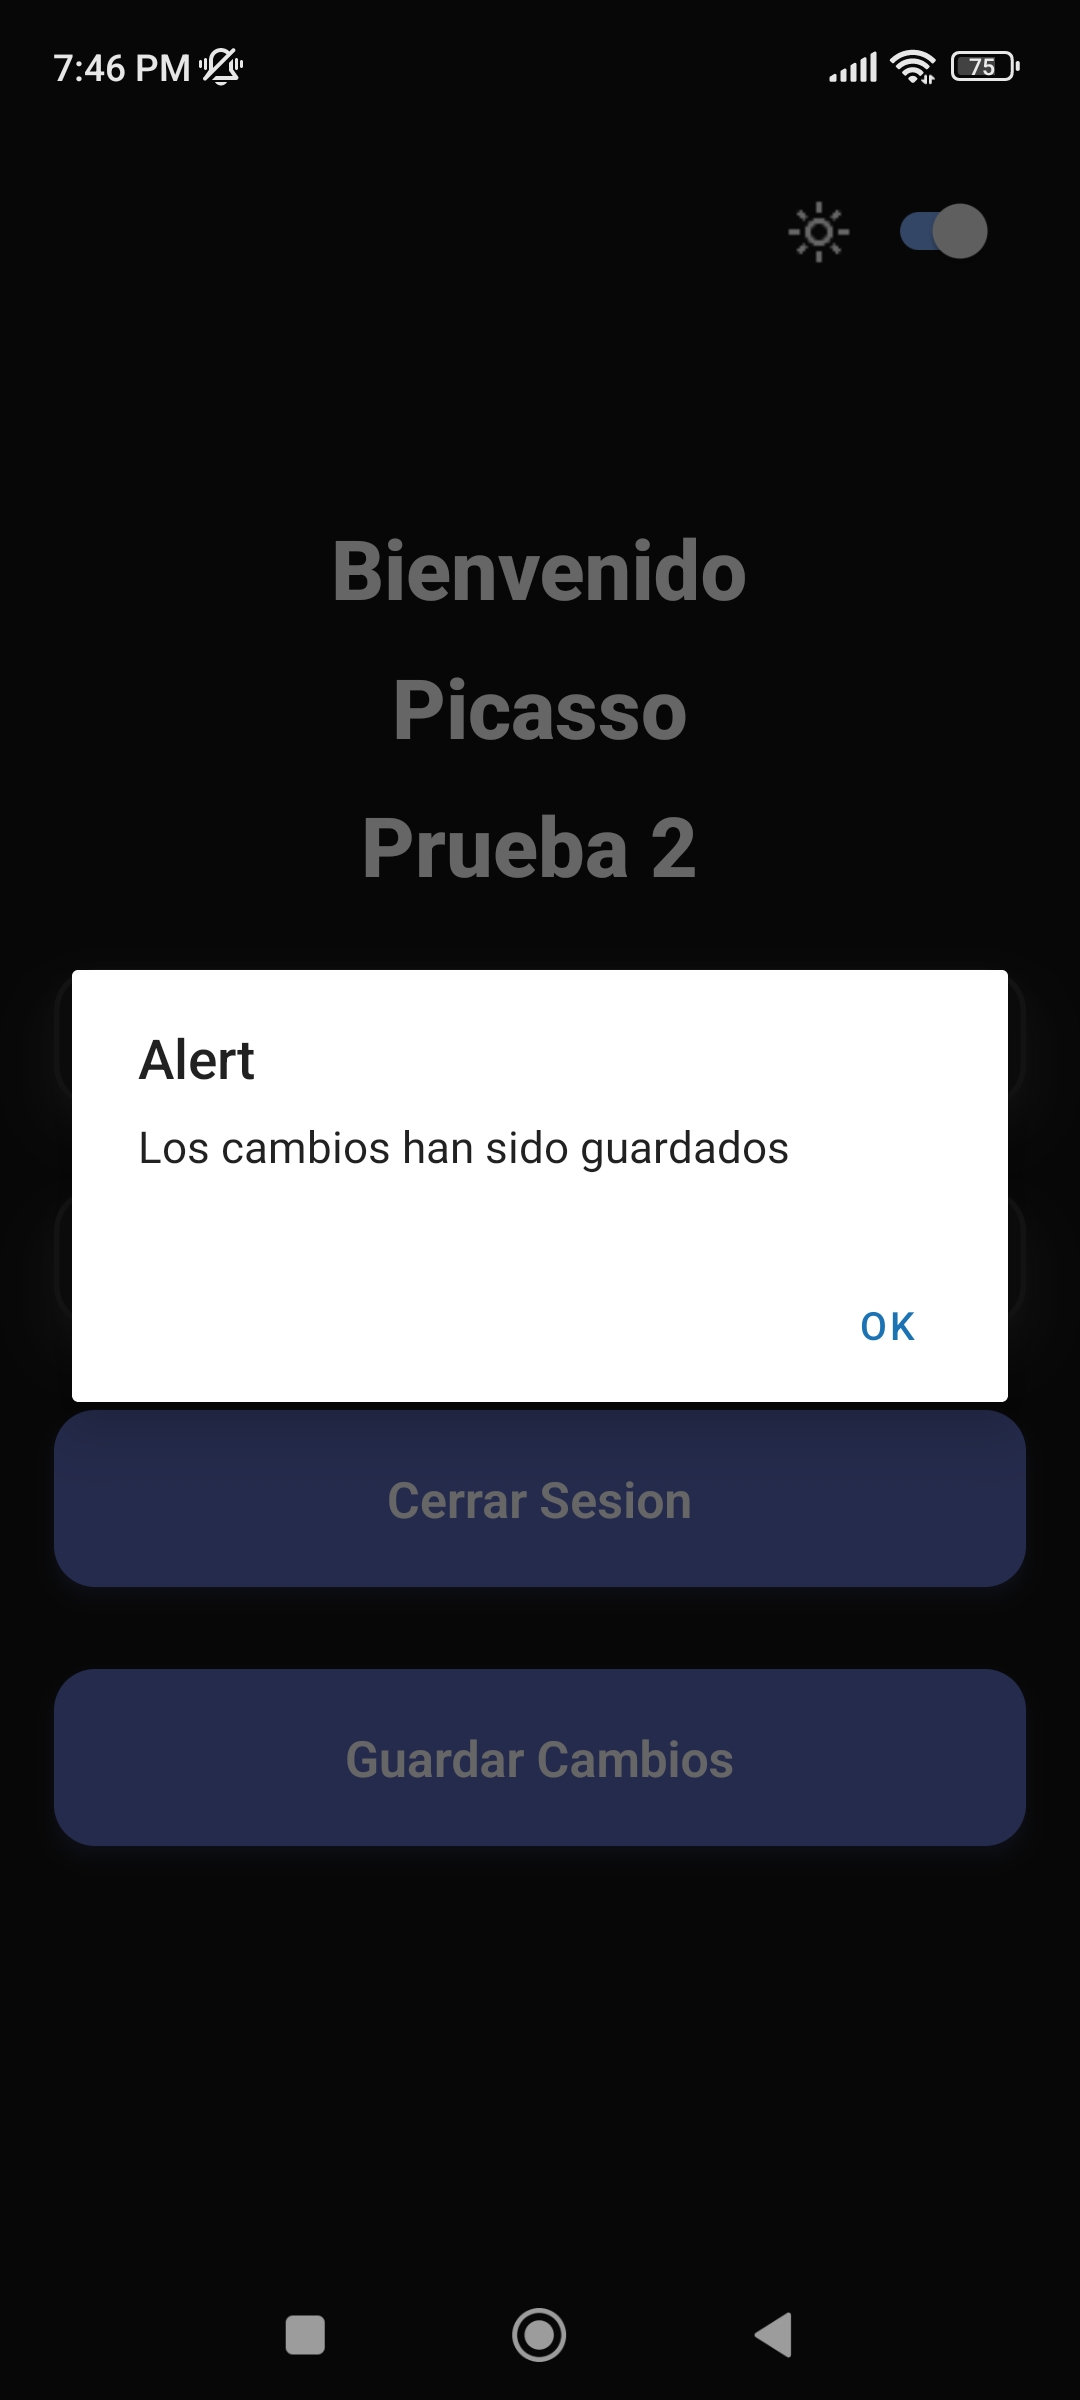 7:46 PM
75
Bienvenido
Picasso
Prueba 2
Alert
Los cambios han sido guardados
OK
Cerrar Sesion
Guardar Cambios